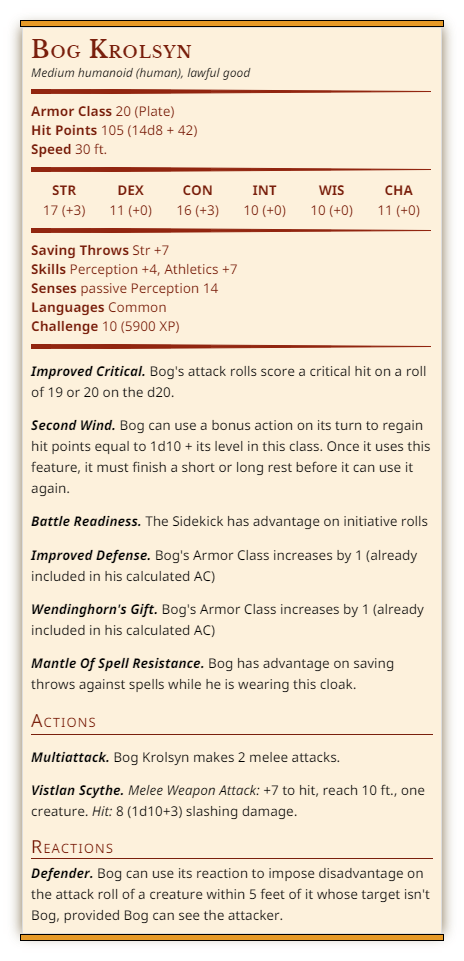 Bog Krolsyn
Medium humanoid (human), lawful good
Armor Class 20 (Plate)
Hit Points 105 (14d8 + 42)
Speed 30 ft.
STR DEX CON INT WIS CHA
17 (+3) 11 (+0) 16 (+3) 10 (+0) 10 (+0) 11 (+0)
Saving Throws Str +7
Skills Perception +4, Athletics +7
Senses passive Perception 14
Languages Common
Challenge 10 (5900 XP)
Improved Critical. Bog's attack rolls score a critical hit on a roll
of 19 or 20 on the d20.
Second Wind. Bog can use a bonus action on its turn to regain
hit points equal to 1d10 + its level in this class. Once it uses this
feature, it must finish a short or long rest before it can use it
again.
Battle Readiness. The Sidekick has advantage on initiative rolls
Improved Defense. Bog's Armor Class increases by 1 (already
included in his calculated AC)
Wendinghorn's Gift. Bog's Armor Class increases by 1 (already
included in his calculated AC)
Mantle Of Spell Resistance. Bog has advantage on saving
throws against spells while he is wearing this cloak.
Actions
Multiattack. Bog Krolsyn makes 2 melee attacks.
Vistlan Scythe. Melee Weapon Attack: +7 to hit, reach 10 ft., one
creature. Hit: 8 (1d10+3) slashing damage.
Reactions
Defender. Bog can use its reaction to impose disadvantage on
the attack roll of a creature within 5 feet of it whose target isn't
Bog, provided Bog can see the attacker.